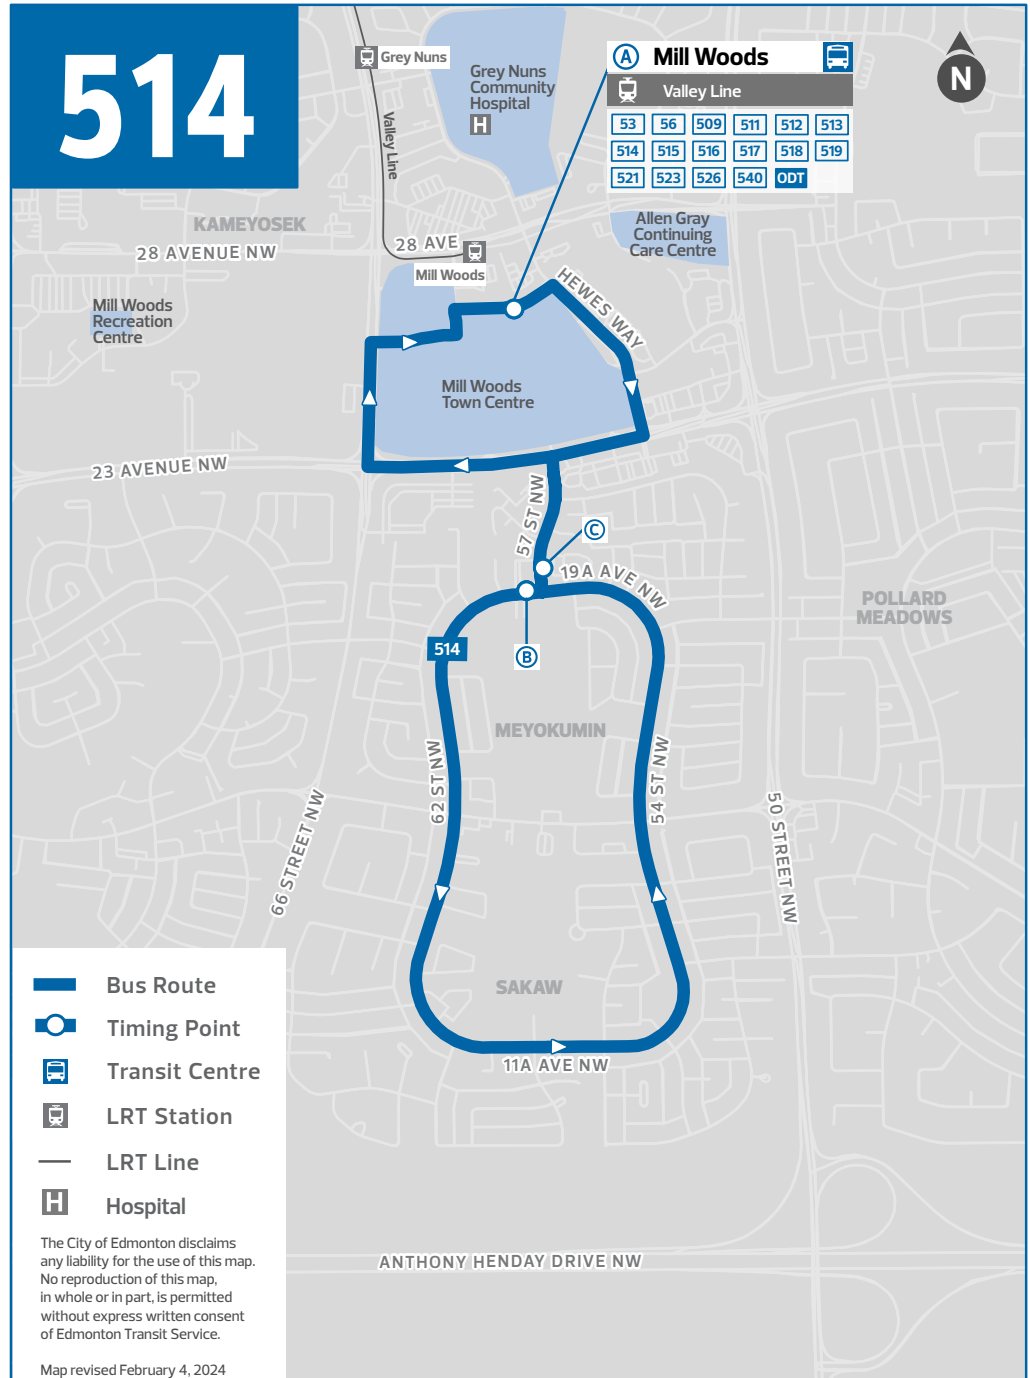 514
Grey Nuns
Grey Nuns
Community
Hospital
H
A Mill Woods
Valley Line
53 56 509 511 512 513
514 515 516 517 518 519
521 523 526 540 ODT
N
Valley Line
KAMEYOSEK
28 AVENUE NW
28 AVE
Mill Woods
Allen Gray
Continuing
Care Centre
HEWES WAY
Mill Woods
Recreation
Centre
Mill Woods
Town Centre
23 AVENUE NW
57 ST NW
C
19A AVE NW
POLLARD
MEADOWS
514
B
MEYOKUMIN
62 ST NW
54 ST NW
66 STREET NW
50 STREET NW
SAKAW
11A AVE NW
ANTHONY HENDAY DRIVE NW
Bus Route
Timing Point
Transit Centre
LRT Station
LRT Line
H Hospital
The City of Edmonton disclaims
any liability for the use of this map.
No reproduction of this map,
in whole or in part, is permitted
without express written consent
of Edmonton Transit Service.
Map revised February 4, 2024